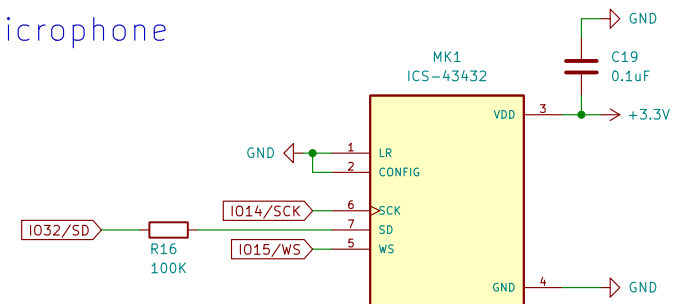 icrophone
GND
MK1
ICS-43432
C19
0.1uF
VDD
3
+3.3V
GND
1
LR
2
CONFIG
IO14/SCK
6
SCK
IO32/SD
7
SD
R16
100K
IO15/WS
5
WS
GND
4
GND